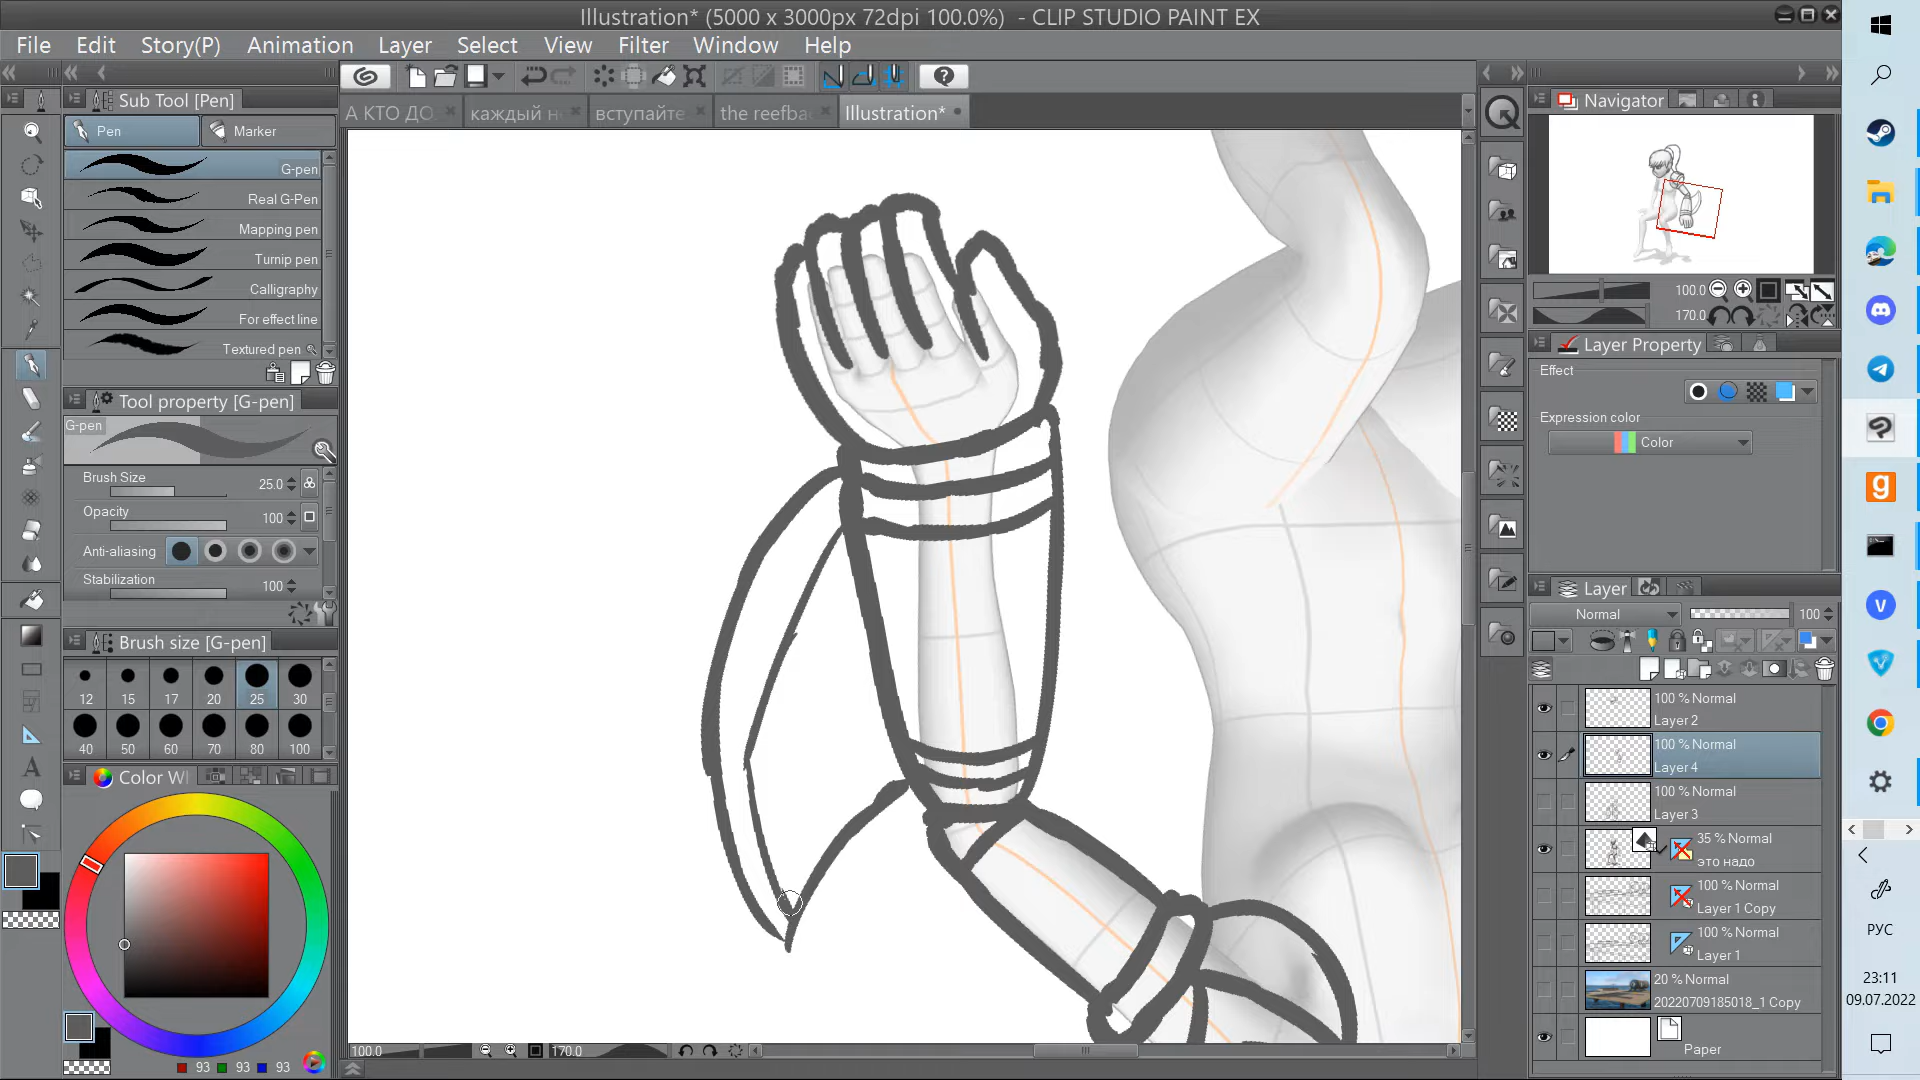 Illustration* (5000 x 3000px 72dpi 100.0%) - CLIP STUDIO PAINT EX
File Edit Story(P) Animation Layer Select View Filter Window Help
Sub Tool [Pen]
Pen
Marker
G-pen
Real G-Pen
Mapping pen
Turnip pen
Calligraphy
For effect line
Textured pen
Tool property [G-pen]
G-pen
Brush Size 25.0
Opacity 100
Anti-aliasing
Stabilization 100
Brush size [G-pen]
12 15 17 20 25 30
40 50 60 70 80 100
Color W
93 93 93
А КТО ДО
каждый н
вступайте
the reefba
Illustration*
100.0
170.0
Navigator
100.0
170.0
Layer Property
Effect
Expression color
Color
Layer
Normal 100
100 % Normal
Layer 2
100 % Normal
Layer 4
100 % Normal
Layer 3
35 % Normal
это надо
100 % Normal
Layer 1 Copy
100 % Normal
Layer 1
20 % Normal
20220709185018_1 Copy
Paper
РУС
23:11
09.07.2022